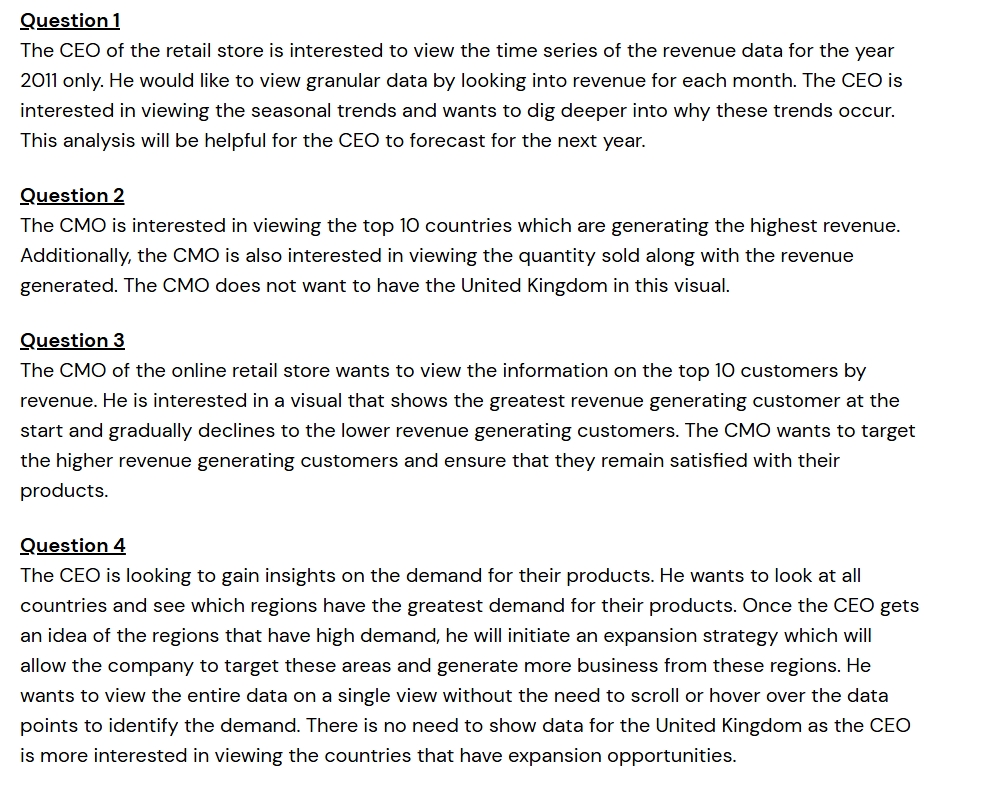 Question 1
The CEO of the retail store is interested to view the time series of the revenue data for the year
2011 only. He would like to view granular data by looking into revenue for each month. The CEO is
interested in viewing the seasonal trends and wants to dig deeper into why these trends occur.
This analysis will be helpful for the CEO to forecast for the next year.
Question 2
The CMO is interested in viewing the top 10 countries which are generating the highest revenue.
Additionally, the CMO is also interested in viewing the quantity sold along with the revenue
generated. The CMO does not want to have the United Kingdom in this visual.
Question 3
The CMO of the online retail store wants to view the information on the top 10 customers by
revenue. He is interested in a visual that shows the greatest revenue generating customer at the
start and gradually declines to the lower revenue generating customers. The CMO wants to target
the higher revenue generating customers and ensure that they remain satisfied with their
products.
Question 4
The CEO is looking to gain insights on the demand for their products. He wants to look at all
countries and see which regions have the greatest demand for their products. Once the CEO gets
an idea of the regions that have high demand, he will initiate an expansion strategy which will
allow the company to target these areas and generate more business from these regions. He
wants to view the entire data on a single view without the need to scroll or hover over the data
points to identify the demand. There is no need to show data for the United Kingdom as the CEO
is more interested in viewing the countries that have expansion opportunities.